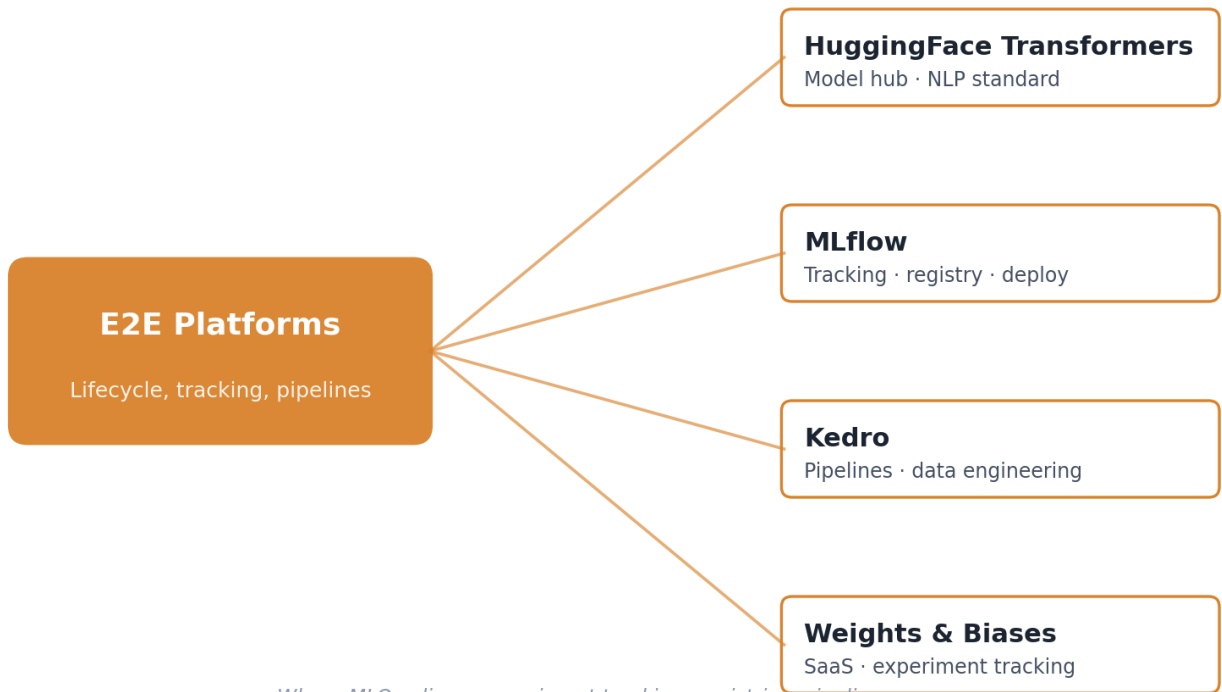 E2E Platforms
Lifecycle, tracking, pipelines
HuggingFace Transformers
Model hub · NLP standard
MLflow
Tracking · registry · deploy
Kedro
Pipelines · data engineering
Weights & Biases
SaaS · experiment tracking